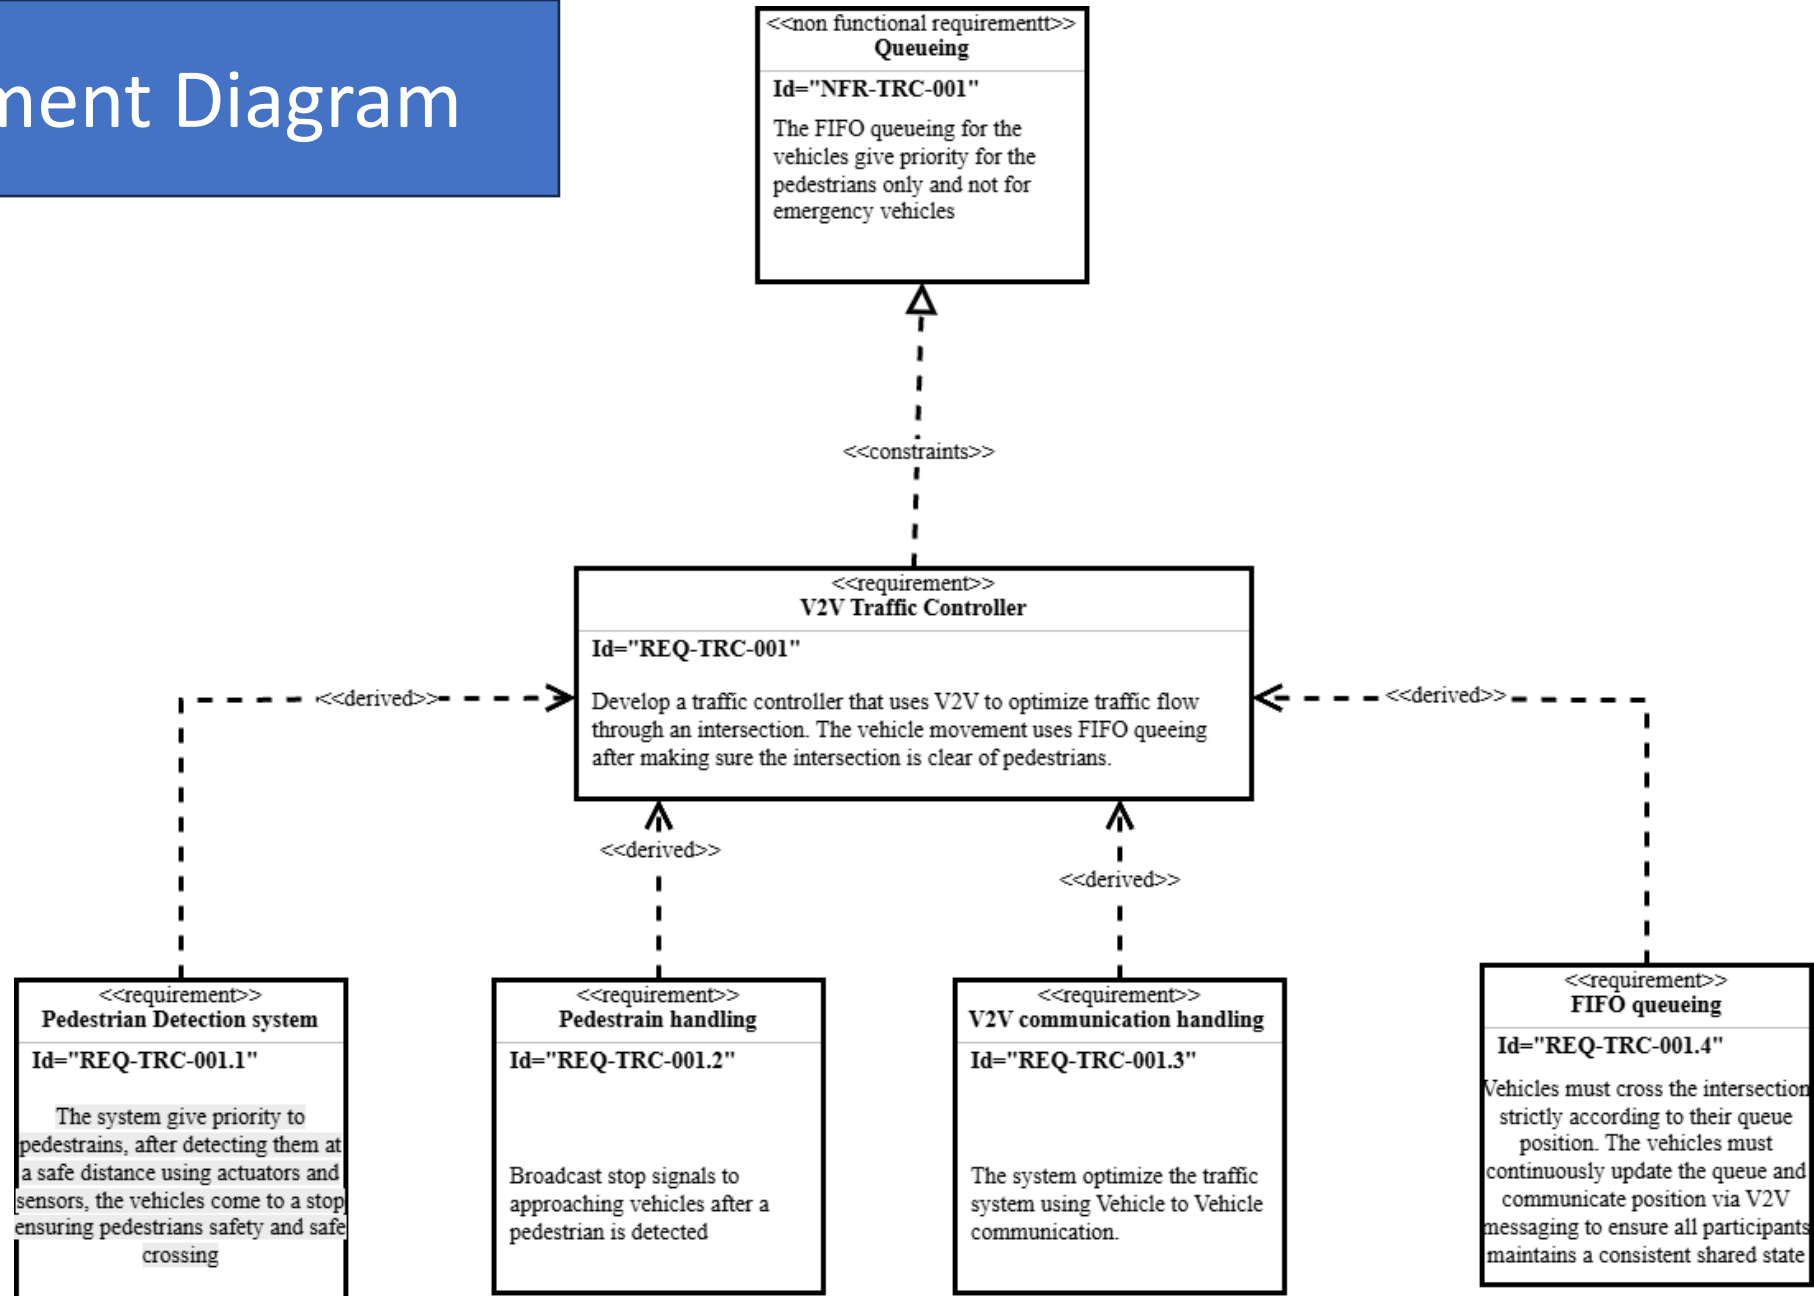 ment Diagram
<<non functional requirementt>>
Queueing
Id="NFR-TRC-001"
The FIFO queueing for the
vehicles give priority for the
pedestrians only and not for
emergency vehicles
<<constraints>>
<<requirement>>
V2V Traffic Controller
Id="REQ-TRC-001"
Develop a traffic controller that uses V2V to optimize traffic flow
through an intersection. The vehicle movement uses FIFO queeing
after making sure the intersection is clear of pedestrians.
<<derived>>
<<derived>>
<<derived>>
<<derived>>
<<requirement>>
Pedestrian Detection system
Id="REQ-TRC-001.1"
The system give priority to
pedestrains, after detecting them at
a safe distance using actuators and
sensors, the vehicles come to a stop
ensuring pedestrians safety and safe
crossing
<<requirement>>
Pedestrain handling
Id="REQ-TRC-001.2"
Broadcast stop signals to
approaching vehicles after a
pedestrian is detected
<<requirement>>
V2V communication handling
Id="REQ-TRC-001.3"
The system optimize the traffic
system using Vehicle to Vehicle
communication.
<<requirement>>
FIFO queueing
Id="REQ-TRC-001.4"
Vehicles must cross the intersection
strictly according to their queue
position. The vehicles must
continuously update the queue and
communicate position via V2V
messaging to ensure all participants
maintains a consistent shared state